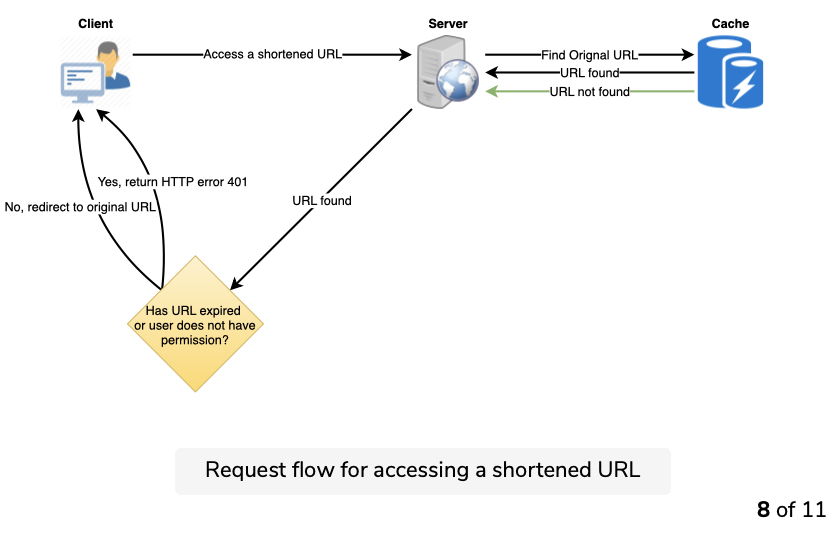 Client
Server
Cache
Access a shortened URL
Find Orignal URL
URL found
URL not found
Yes, return HTTP error 401
No, redirect to original URL
URL found
Has URL expired
or user does not have
permission?
Request flow for accessing a shortened URL
8 of 11